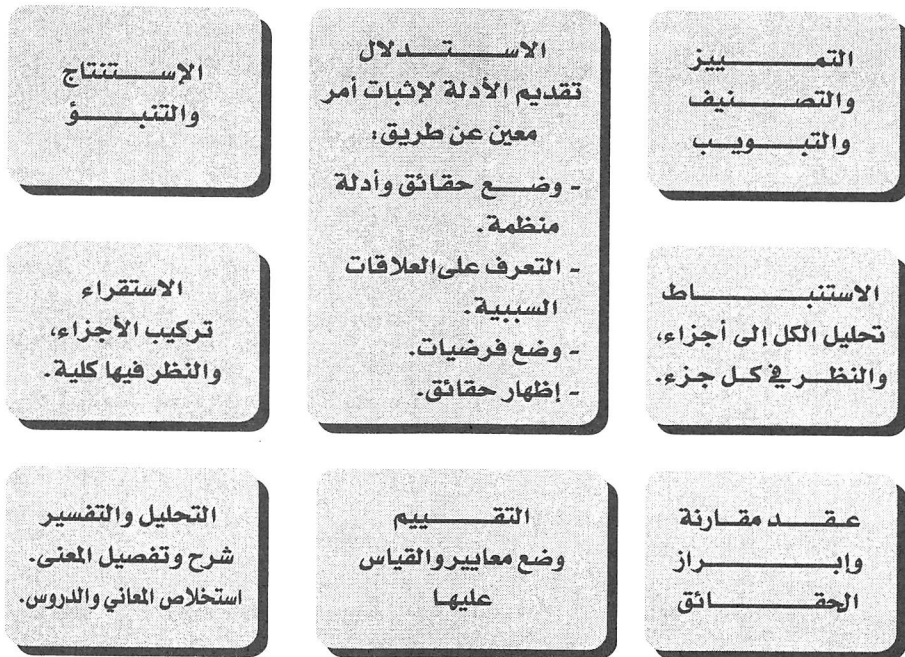 التمييز
والتصنيف
والتبويب
الاستدلال
تقديم الأدلة لإثبات أمر
معين عن طريق:
- وضع حقائق وأدلة
منظمة.
- التعرف على العلاقات
السببية.
- وضع فرضيات.
- إظهار حقائق.
الإستنتاج
والتنبؤ
الاستنباط
تحليل الكل إلى أجزاء،
والنظر في كل جزء.
الاستقراء
تركيب الأجزاء،
والنظر فيها كلية.
عقد مقارنة
وإبراز
الحقائق
التقييم
وضع معايير والقياس
عليها
التحليل والتفسير
شرح وتفصيل المعنى.
استخلاص المعاني والدروس.